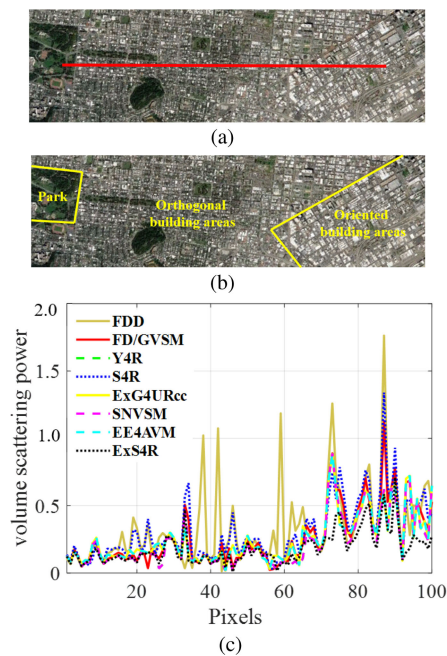 (a)
Park
Orthogonal
building areas
Oriented
building areas
(b)
volume scattering power
2.0
1.5
1.0
0.5
0
FDD
FD/GVSM
Y4R
S4R
ExG4URcc
SNVSM
EE4AVM
ExS4R
20
40
60
80
100
Pixels
(c)